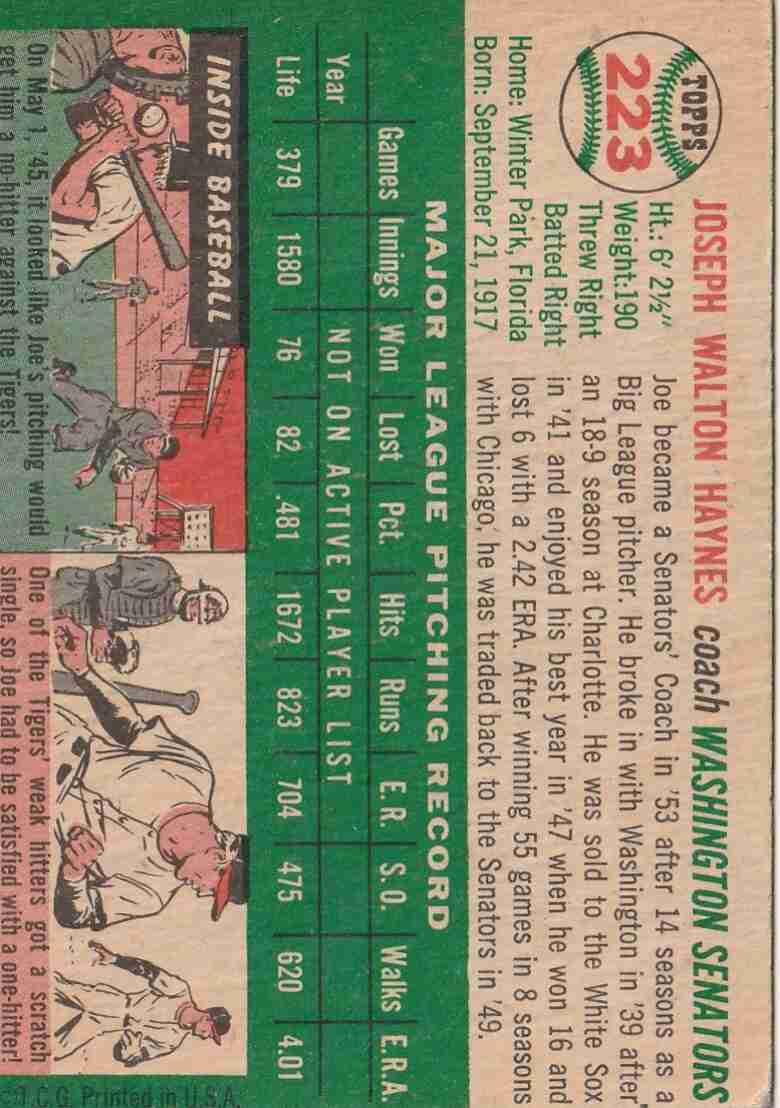 TOPPS
223
JOSEPH WALTON HAYNES coach WASHINGTON SENATORS
Ht.: 6' 2½"
Weight:190
Threw Right
Batted Right
Home: Winter Park, Florida
Born: September 21, 1917
Joe became a Senators' Coach in '53 after 14 seasons as a
Big League pitcher. He broke in with Washington in '39 after
an 18-9 season at Charlotte. He was sold to the White Sox
in '41 and enjoyed his best year in '47 when he won 16 and
lost 6 with a 2.42 ERA. After winning 55 games in 8 seasons
with Chicago, he was traded back to the Senators in '49.
MAJOR LEAGUE PITCHING RECORD
Year Games Innings Won Lost Pct. Hits Runs E.R. S.O. Walks E.R.A.
NOT ON ACTIVE PLAYER LIST
Life 379 1580 76 82 .481 1672 823 704 475 620 4.01
INSIDE BASEBALL
On May 1, '45, it looked like Joe's pitching would
get him a no-hitter against the Tigers!
One of the Tigers' weak hitters got a scratch
single, so Joe had to be satisfied with a one-hitter!
©T.C.G. Printed in U.S.A.